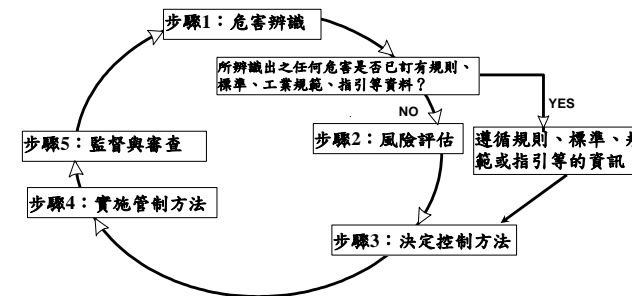 步驟1：危害辨識
所辨識出之任何危害是否已訂有規則、
標準、工業規範、指引等資料？
NO
YES
步驟2：風險評估
遵循規則、標準、規
範或指引等的資訊
步驟3：決定控制方法
步驟4：實施管制方法
步驟5：監督與審查